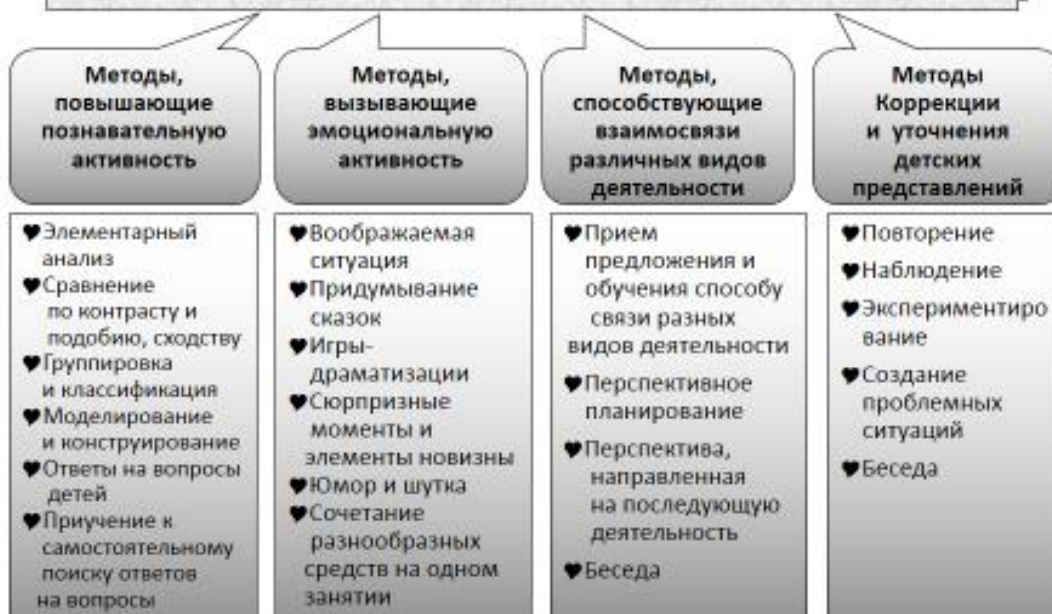 Методы,
повышающие
познавательную
активность
Методы,
вызывающие
эмоциональную
активность
Методы,
способствующие
взаимосвязи
различных видов
деятельности
Методы
Коррекции
и уточнения
детских
представлений
Элементарный
анализ
Сравнение
по контрасту и
подобию, сходству
Группировка
и классификация
Моделирование
и конструирование
Ответы на вопросы
детей
Приучение к
самостоятельному
поиску ответов
на вопросы
Воображаемая
ситуация
Придумывание
сказок
Игры-
драматизации
Сюрпризные
моменты и
элементы новизны
Юмор и шутка
Сочетание
разнообразных
средств на одном
занятии
Прием
предложения и
обучения способу
связи разных
видов деятельности
Перспективное
планирование
Перспектива,
направленная
на последующую
деятельность
Беседа
Повторение
Наблюдение
Экспериментиро
вание
Создание
проблемных
ситуаций
Беседа